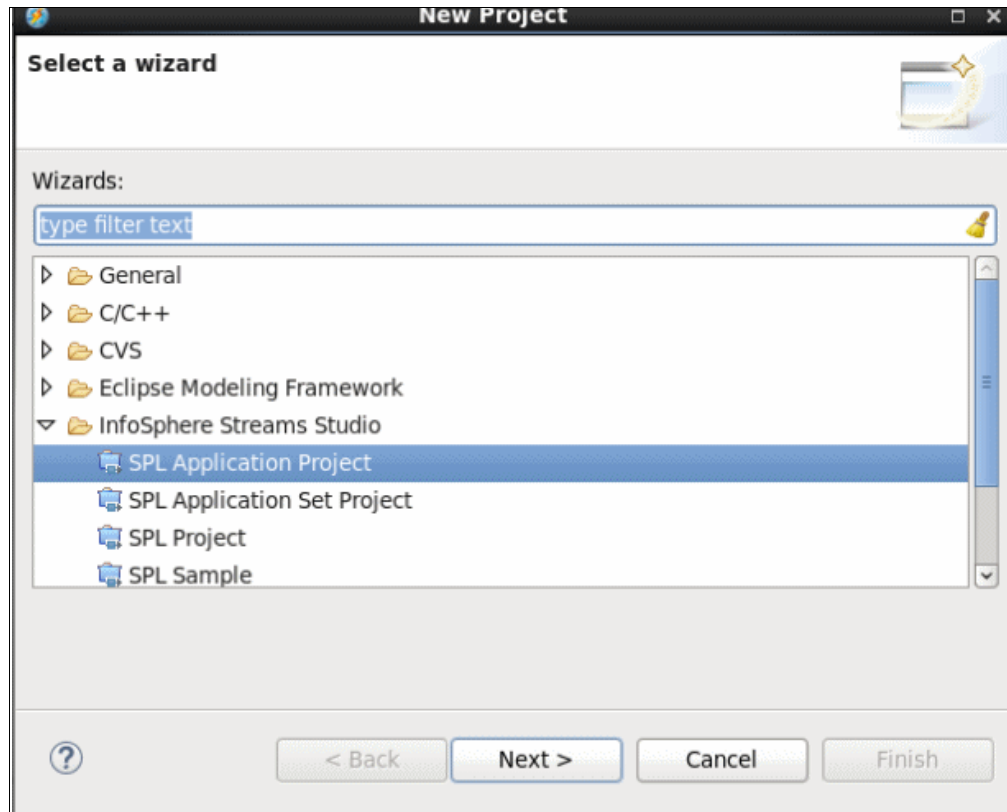 New Project
Select a wizard
Wizards:
type filter text
General
C/C++
CVS
Eclipse Modeling Framework
InfoSphere Streams Studio
SPL Application Project
SPL Application Set Project
SPL Project
SPL Sample
? < Back Next > Cancel Finish